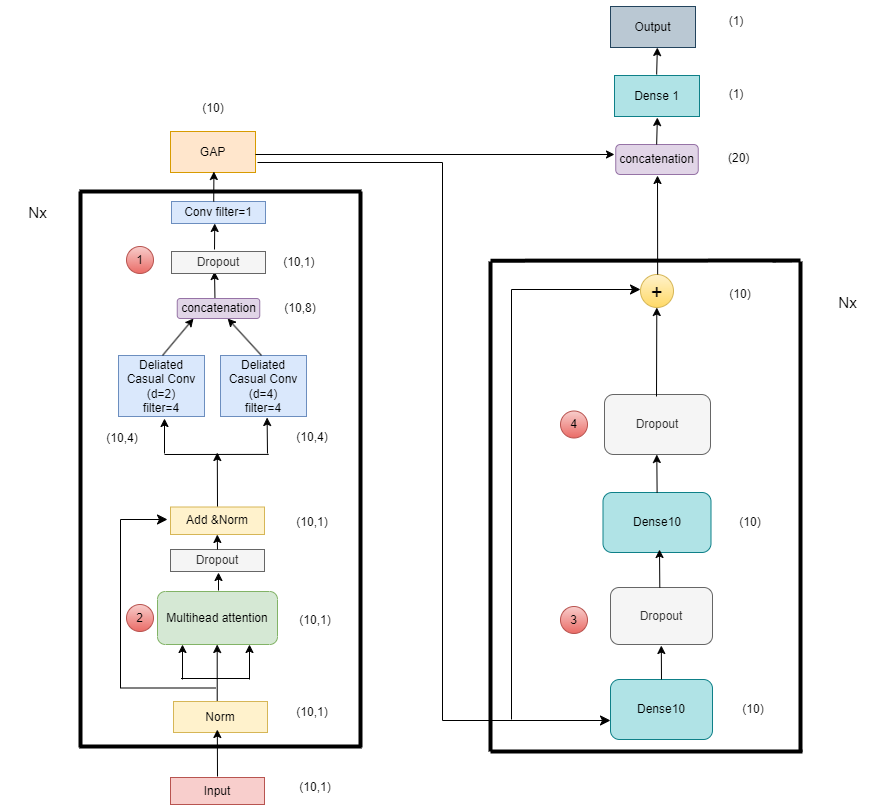 Output
(1)
Dense 1
(1)
(10)
GAP
concatenation
(20)
Nx
Conv filter=1
1
Dropout
(10,1)
concatenation
(10,8)
Deliated
Casual Conv
(d=2)
filter=4
Deliated
Casual Conv
(d=4)
filter=4
(10,4)
(10,4)
Add &Norm
(10,1)
Dropout
2
Multihead attention
(10,1)
Norm
(10,1)
Input
(10,1)
+
(10)
Nx
4
Dropout
Dense10
(10)
3
Dropout
Dense10
(10)